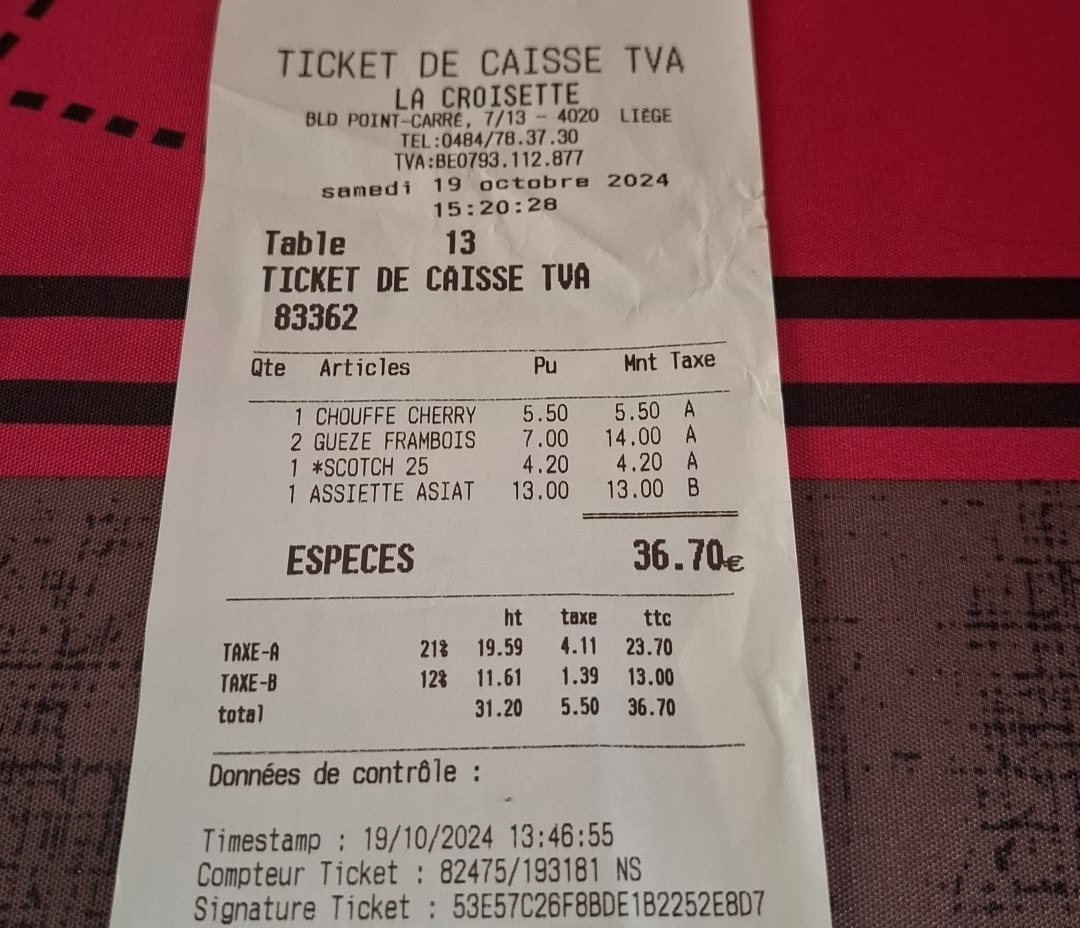 TICKET DE CAISSE TVA
LA CROISETTE
BLD POINT-CARRÉ, 7/13 - 4020 LIÈGE
TEL:0484/78.37.30
TVA:BE0793.112.877
samedi 19 octobre 2024
15:20:28
Table 13
TICKET DE CAISSE TVA
83362
Qte Articles Pu Mnt Taxe
1 CHOUFFE CHERRY 5.50 5.50 A
2 GUEZE FRAMBOIS 7.00 14.00 A
1 *SCOTCH 25 4.20 4.20 A
1 ASSIETTE ASIAT 13.00 13.00 B
ESPECES 36.70€
ht taxe ttc
TAXE-A 21% 19.59 4.11 23.70
TAXE-B 12% 11.61 1.39 13.00
total 31.20 5.50 36.70
Données de contrôle :
Timestamp : 19/10/2024 13:46:55
Compteur Ticket : 82475/193181 NS
Signature Ticket : 53E57C26F8BDE1B2252E8D7